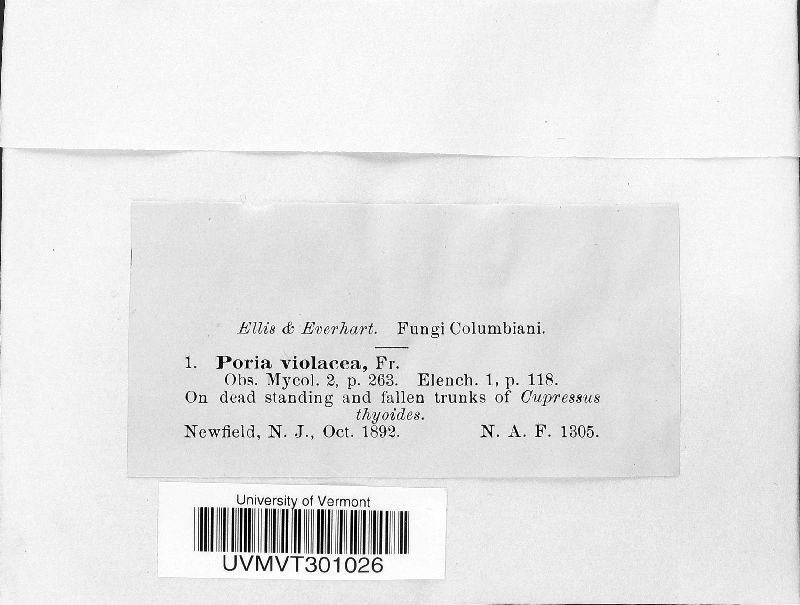 Ellis & Everhart. Fungi Columbiani.
1. Poria violacea, Fr.
Obs. Mycol. 2, p. 263. Elench. 1, p. 118.
On dead standing and fallen trunks of Cupressus
thyoides.
Newfield, N. J., Oct. 1892. N. A. F. 1305.
University of Vermont
UVMVT301026